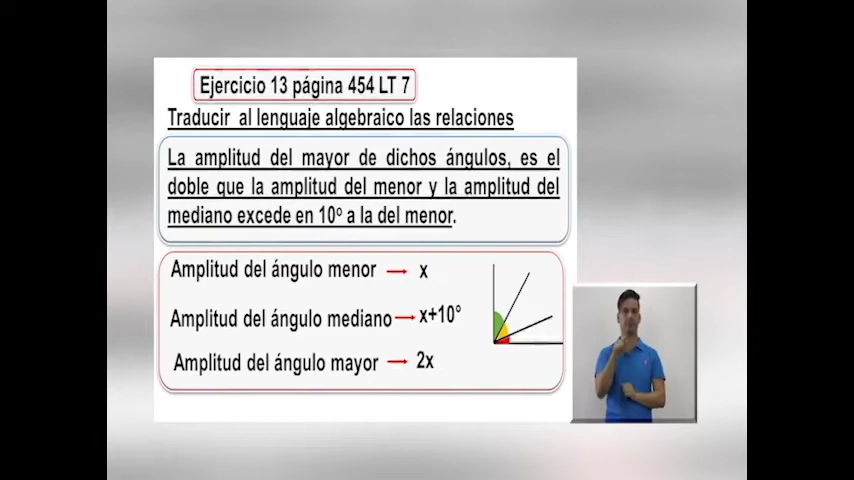 Ejercicio 13 página 454 LT 7
Traducir al lenguaje algebraico las relaciones
La amplitud del mayor de dichos ángulos, es el
doble que la amplitud del menor y la amplitud del
mediano excede en 10º a la del menor.
Amplitud del ángulo menor → x
Amplitud del ángulo mediano → x+10°
Amplitud del ángulo mayor → 2x